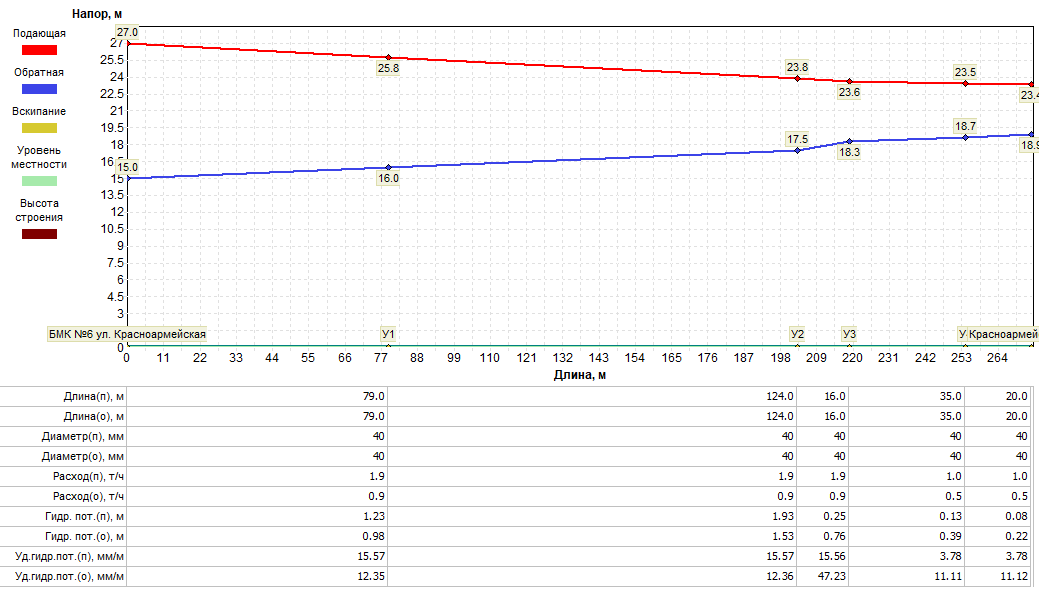 Напор, м
Подающая
Обратная
Вскипание
Уровень
местности
Высота
строения
27
25.5
24
22.5
21
19.5
18
16.5
15
13.5
12
10.5
9
7.5
6
4.5
3
0
27.0
25.8
23.8
23.6
23.5
23.4
15.0
16.0
17.5
18.3
18.7
18.9
БМК №6 ул. Красноармейская
У1
У2
У3
У
Красноармей
0 11 22 33 44 55 66 77 88 99 110 121 132 143 154 165 176 187 198 209 220 231 242 253 264
Длина, м
Длина(п), м 79.0 124.0 16.0 35.0 20.0
Длина(о), м 79.0 124.0 16.0 35.0 20.0
Диаметр(п), мм 40 40 40 40 40
Диаметр(о), мм 40 40 40 40 40
Расход(п), т/ч 1.9 1.9 1.9 1.0 1.0
Расход(о), т/ч 0.9 0.9 0.9 0.5 0.5
Гидр. пот.(п), м 1.23 1.93 0.25 0.13 0.08
Гидр. пот.(о), м 0.98 1.53 0.76 0.39 0.22
Уд.гидр.пот.(п), мм/м 15.57 15.57 15.56 3.78 3.78
Уд.гидр.пот.(о), мм/м 12.35 12.36 47.23 11.11 11.12